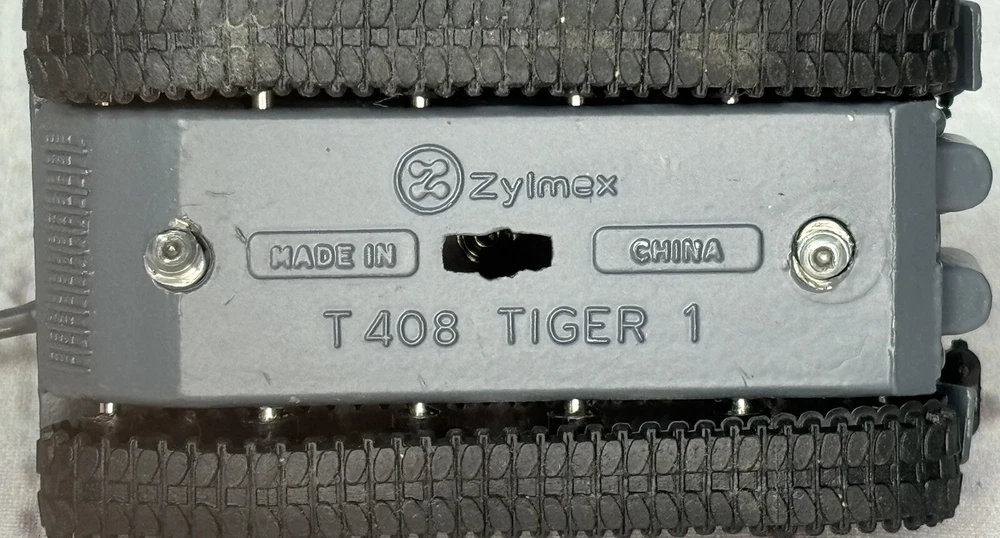 Z Zylmex
MADE IN CHINA
T408 TIGER 1